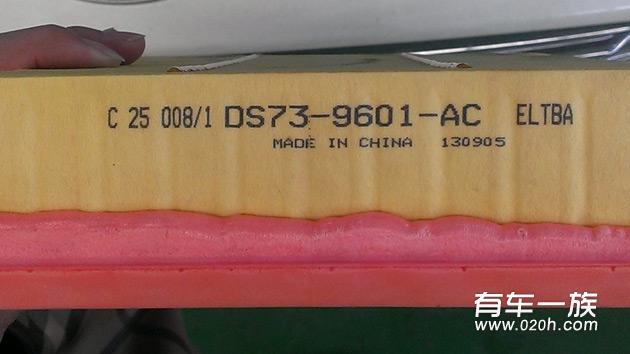 C 25 008/1 DS73-9601-AC ELTBA
MADE IN CHINA 130905
有车一族
www.020h.com